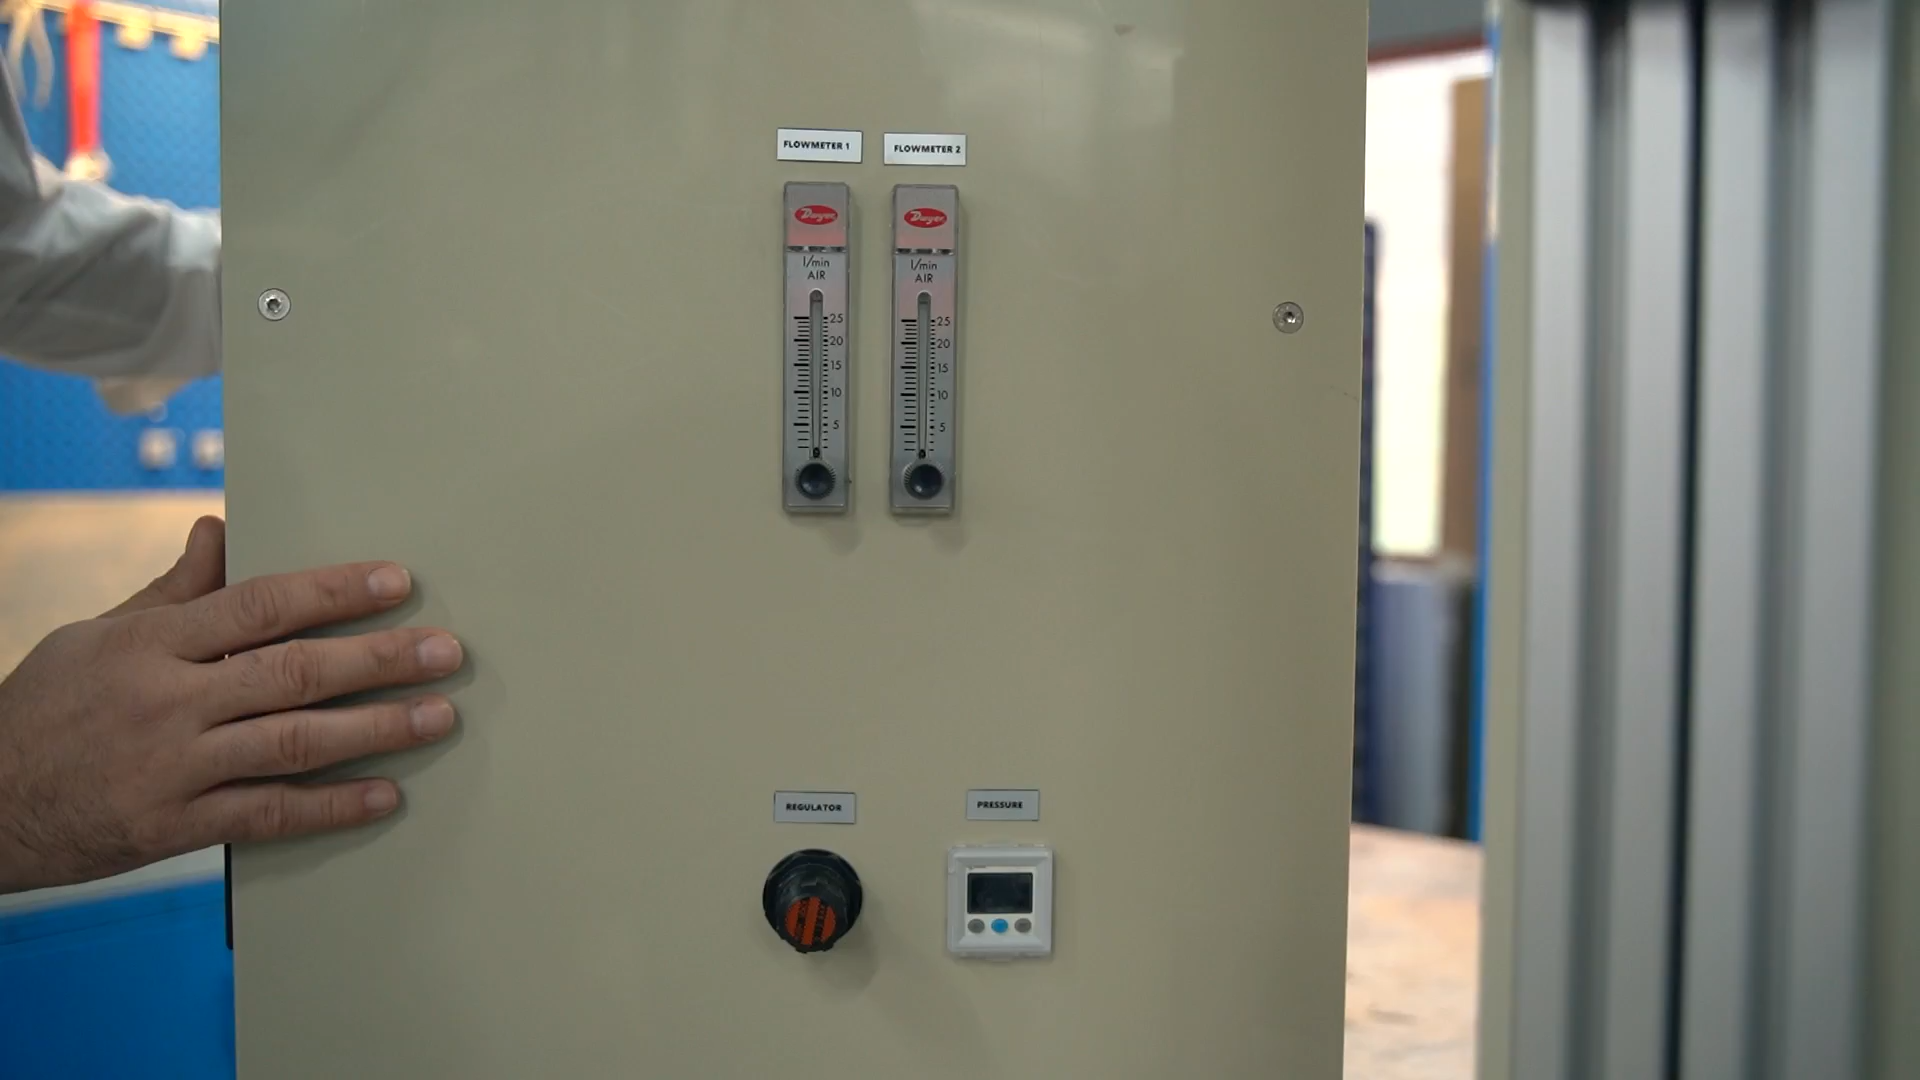 FLOWMETER 1
FLOWMETER 2
Dwyer
l/min
AIR
25
20
15
10
5
Dwyer
l/min
AIR
25
20
15
10
5
REGULATOR
PRESSURE